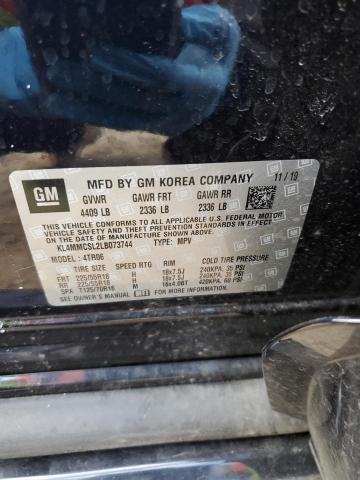 GM
MFD BY GM KOREA COMPANY 11/19
GVWR GAWR FRT GAWR RR
4409 LB 2336 LB 2336 LB
THIS VEHICLE CONFORMS TO ALL APPLICABLE U.S. FEDERAL MOTOR
VEHICLE SAFETY AND THEFT PREVENTION STANDARDS IN EFFECT ON
THE DATE OF MANUFACTURE SHOWN ABOVE.
KL4MMCSL2LB073744 TYPE: MPV
MODEL: 4TR06
TIRE SIZE SPEED RTG RIM COLD TIRE PRESSURE
FRT 225/55R18 H 18x7.5J 240KPA, 35 PSI
RR 225/55R18 H 18x7.5J 240KPA, 35 PSI
SPA T125/70R16 M 16x4.0BT 420KPA, 60 PSI
SEE OWNER'S MANUAL FOR ADDITIONAL INFORMATION